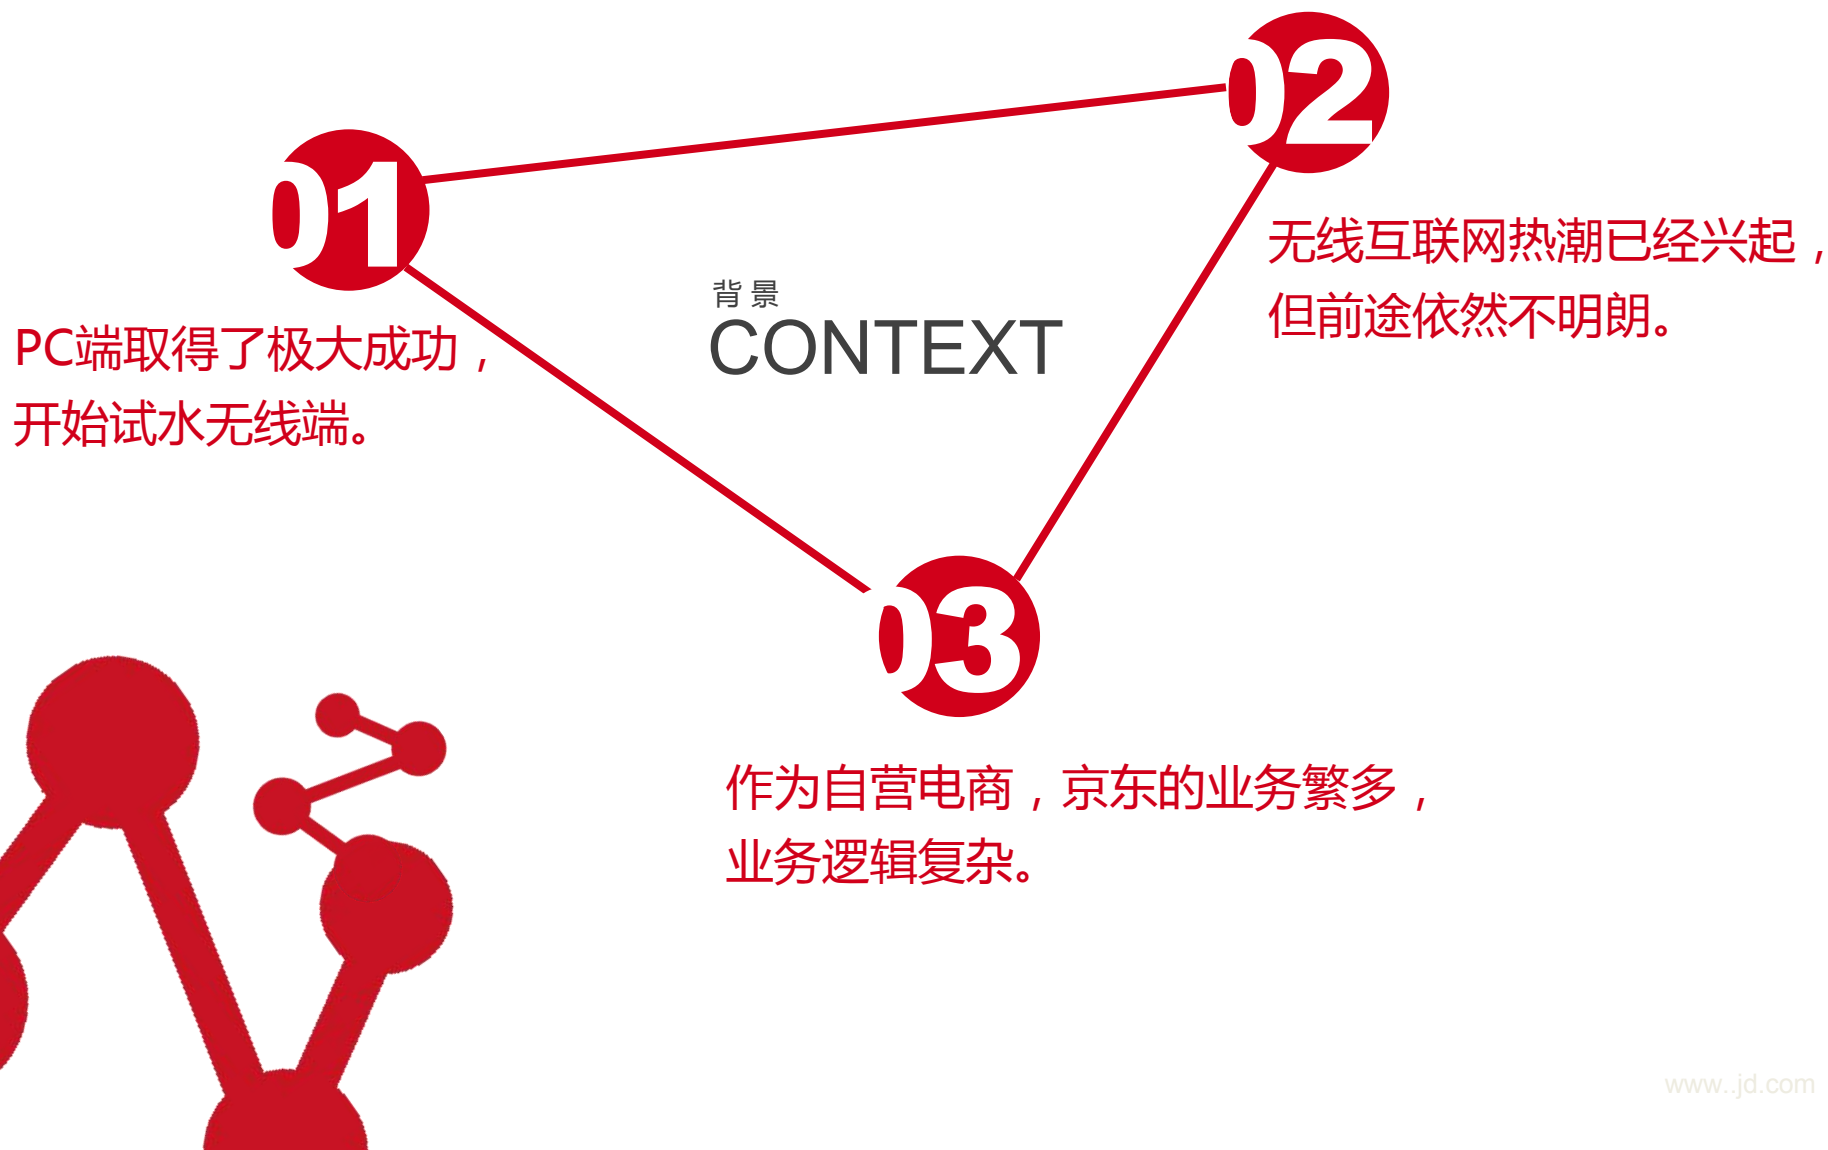 01
PC端取得了极大成功，
开始试水无线端。
02
无线互联网热潮已经兴起，
但前途依然不明朗。
背景
CONTEXT
03
作为自营电商，京东的业务繁多，
业务逻辑复杂。
www..jd.com